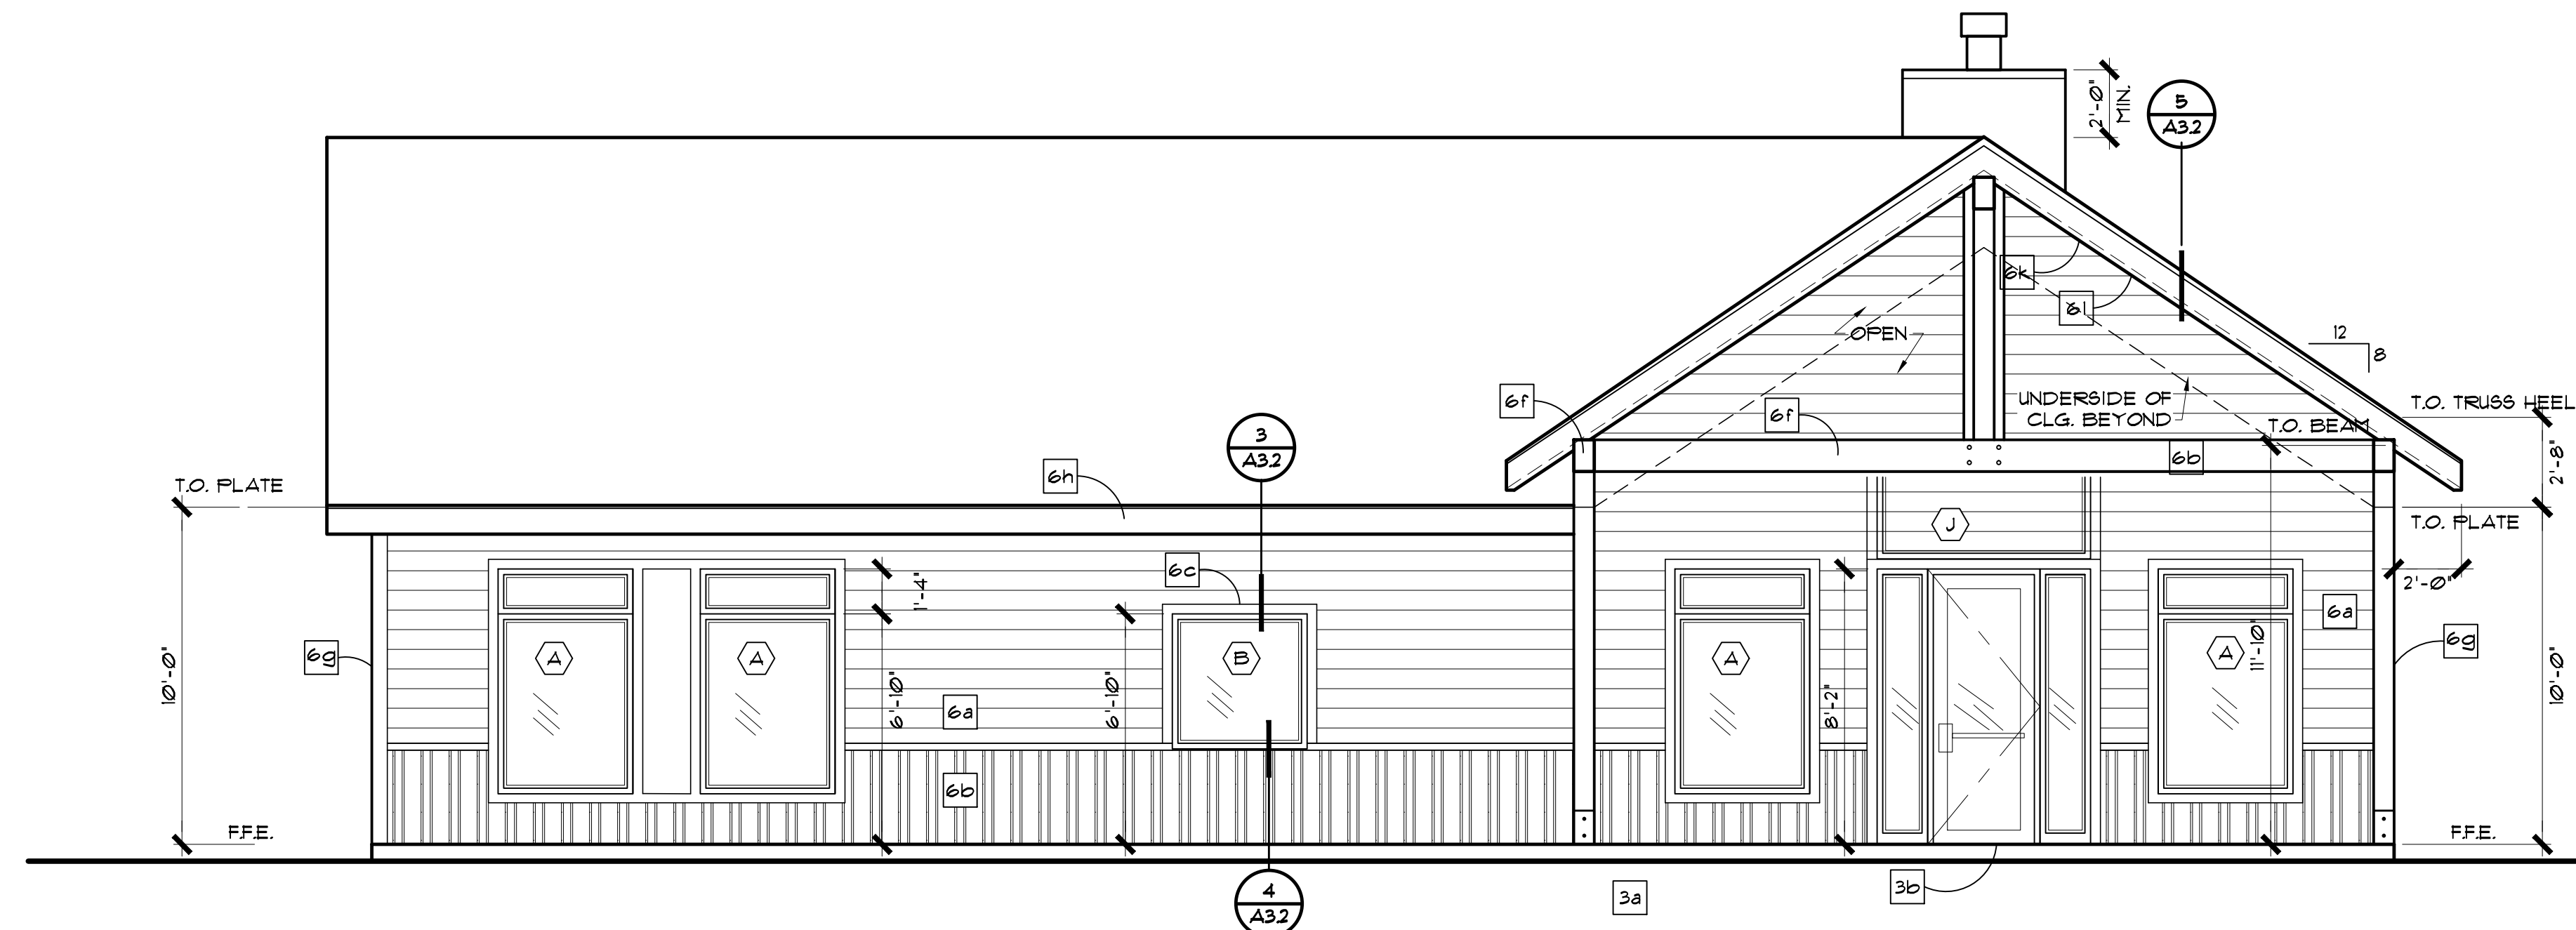 2'-0"
MIN.
5
A3.2
6k
6l
OPEN
12
8
UNDERSIDE OF
CLG. BEYOND
T.O. TRUSS HEEL
T.O. BEAM
6f
6f
6b
2'-8"
3
A3.2
6h
T.O. PLATE
T.O. PLATE
J
6c
1'-4"
2'-0"
6a
6g
A
A
B
A
A
11'-10"
6g
10'-0"
6'-10"
6a
6'-10"
8'-2"
10'-0"
6b
F.F.E.
F.F.E.
4
A3.2
3a
3b